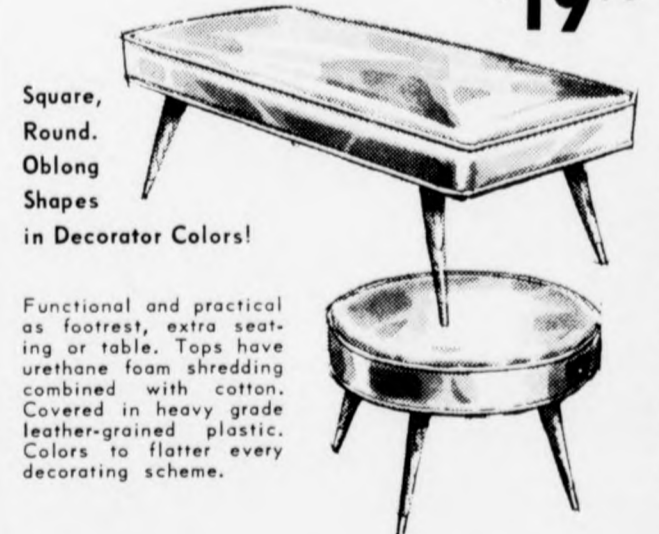 19
Square,
Round.
Oblong
Shapes
in Decorator Colors!
Functional and practical
as footrest, extra seat-
ing or table. Tops have
urethane foam shredding
combined with cotton.
Covered in heavy grade
leather-grained plastic.
Colors to flatter every
decorating scheme.